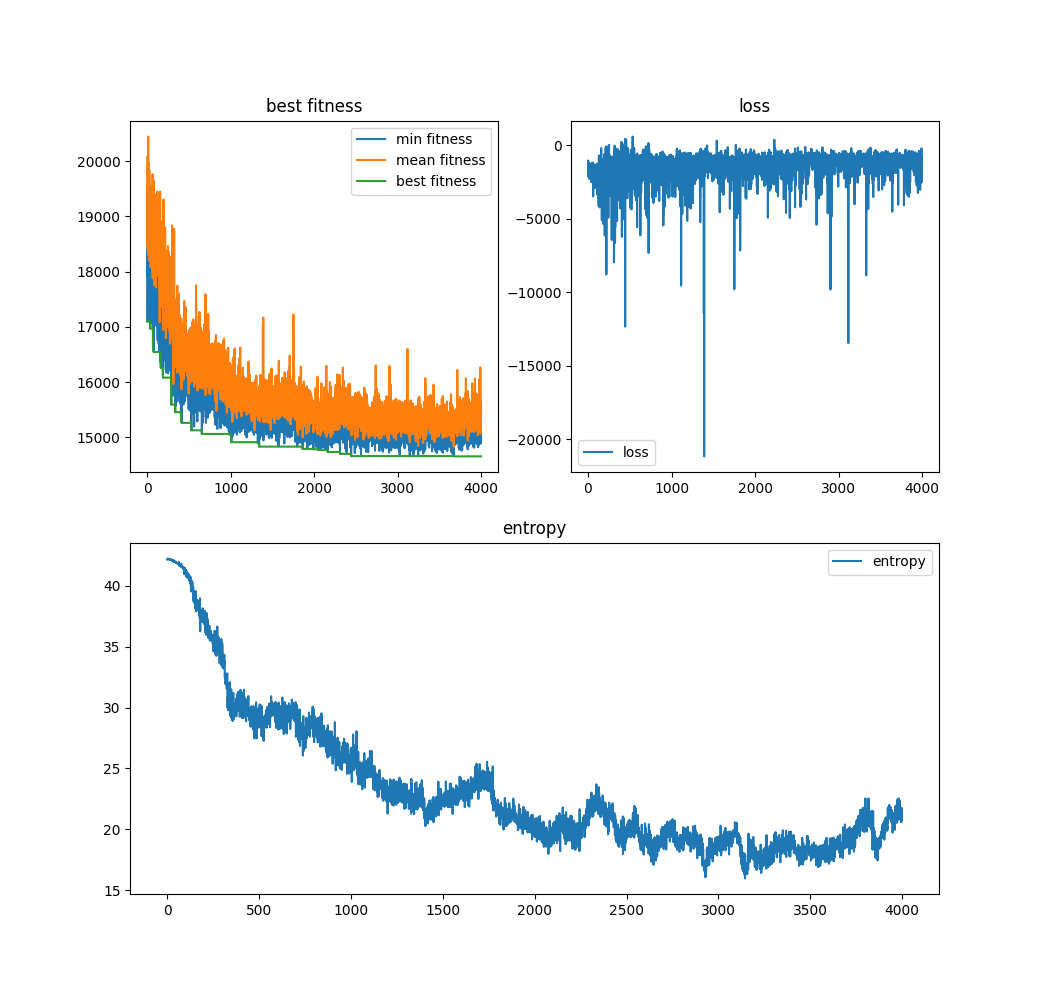 best fitness
min fitness
mean fitness
best fitness
20000
19000
18000
17000
16000
15000
0 1000 2000 3000 4000
loss
0
−5000
−10000
−15000
−20000
loss
0 1000 2000 3000 4000
entropy
entropy
40
35
30
25
20
15
0 500 1000 1500 2000 2500 3000 3500 4000